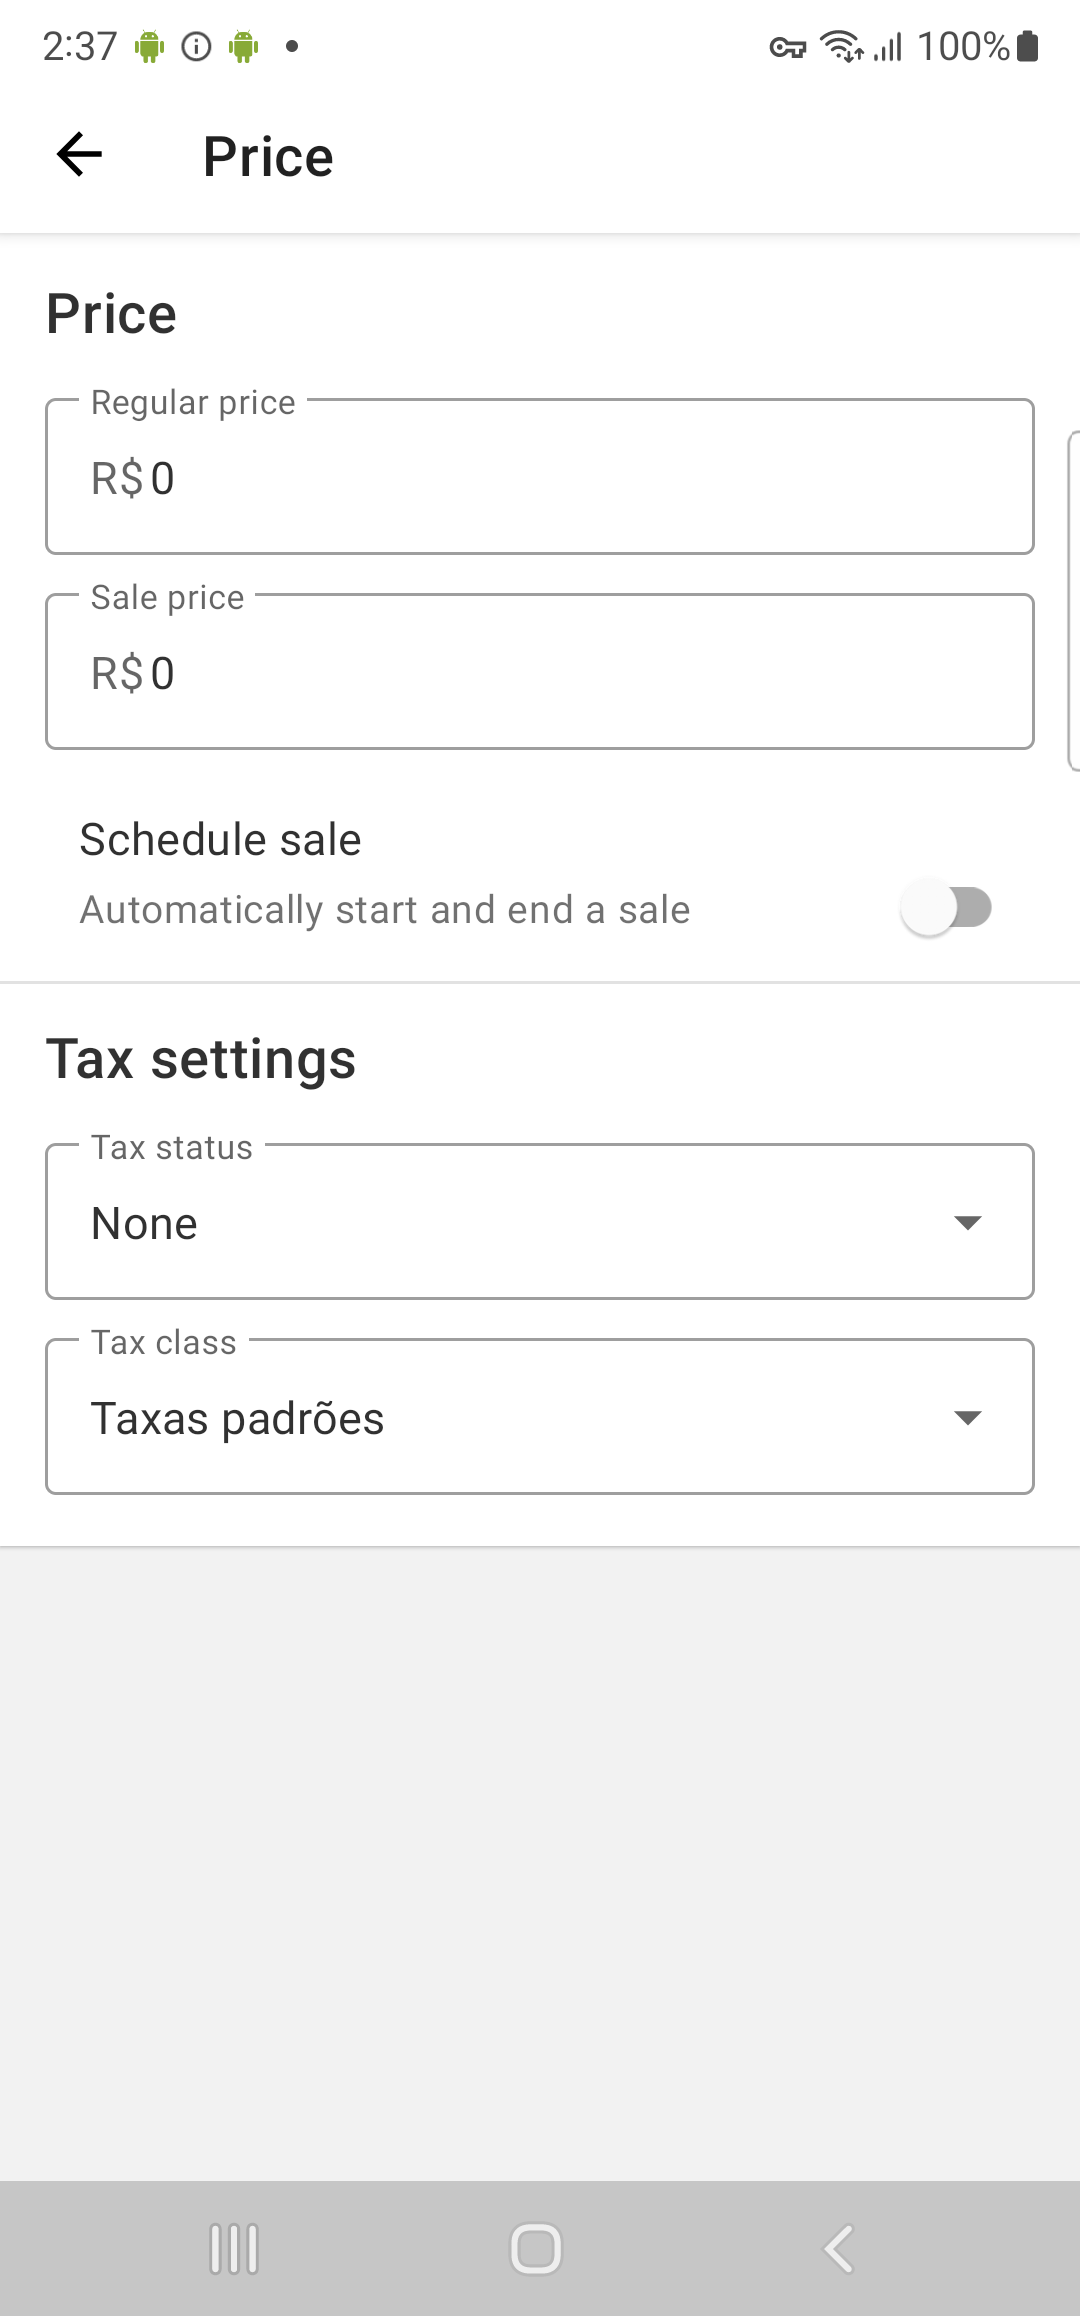 2:37 100%
Price
Price
Regular price
R$ 0
Sale price
R$ 0
Schedule sale
Automatically start and end a sale
Tax settings
Tax status
None
Tax class
Taxas padrões